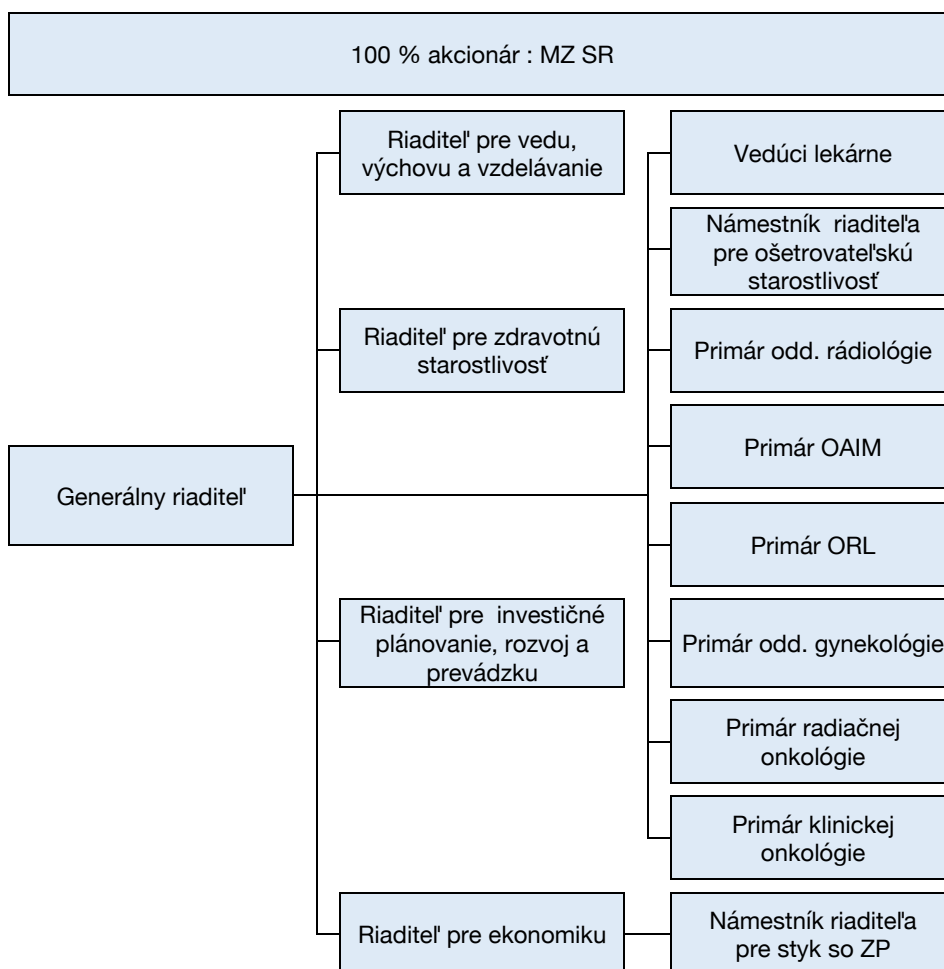 100 % akcionár : MZ SR
Riaditeľ pre vedu,
výchovu a vzdelávanie
Vedúci lekárne
Námestník riaditeľa
pre ošetrovateľskú
starostlivosť
Riaditeľ pre zdravotnú
starostlivosť
Primár odd. rádiológie
Primár OAIM
Generálny riaditeľ
Primár ORL
Riaditeľ pre investičné
plánovanie, rozvoj a
prevádzku
Primár odd. gynekológie
Primár radiačnej
onkológie
Primár klinickej
onkológie
Riaditeľ pre ekonomiku
Námestník riaditeľa
pre styk so ZP